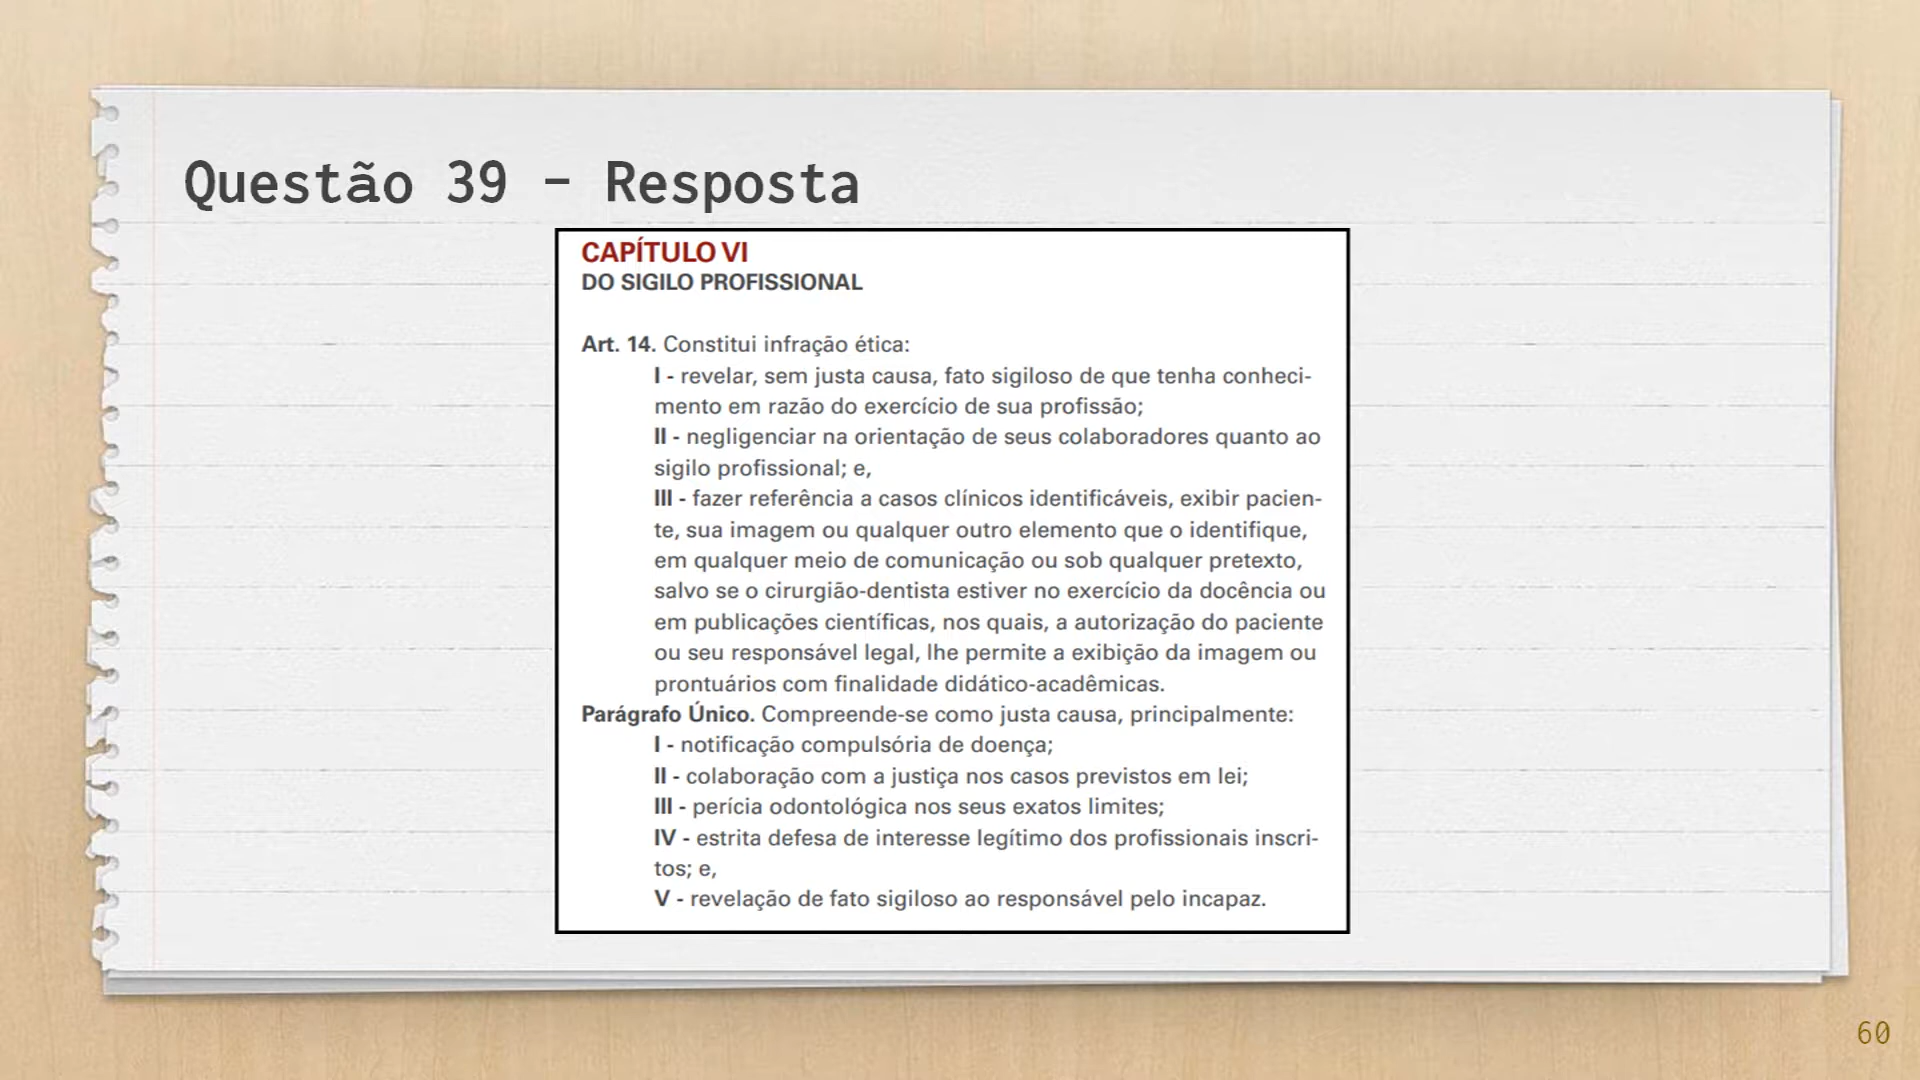 Questão 39 – Resposta
CAPÍTULO VI
DO SIGILO PROFISSIONAL
Art. 14. Constitui infração ética:
I - revelar, sem justa causa, fato sigiloso de que tenha conheci-
mento em razão do exercício de sua profissão;
II - negligenciar na orientação de seus colaboradores quanto ao
sigilo profissional; e,
III - fazer referência a casos clínicos identificáveis, exibir pacien-
te, sua imagem ou qualquer outro elemento que o identifique,
em qualquer meio de comunicação ou sob qualquer pretexto,
salvo se o cirurgião-dentista estiver no exercício da docência ou
em publicações científicas, nos quais, a autorização do paciente
ou seu responsável legal, lhe permite a exibição da imagem ou
prontuários com finalidade didático-acadêmicas.
Parágrafo Único. Compreende-se como justa causa, principalmente:
I - notificação compulsória de doença;
II - colaboração com a justiça nos casos previstos em lei;
III - perícia odontológica nos seus exatos limites;
IV - estrita defesa de interesse legítimo dos profissionais inscri-
tos; e,
V - revelação de fato sigiloso ao responsável pelo incapaz.
60